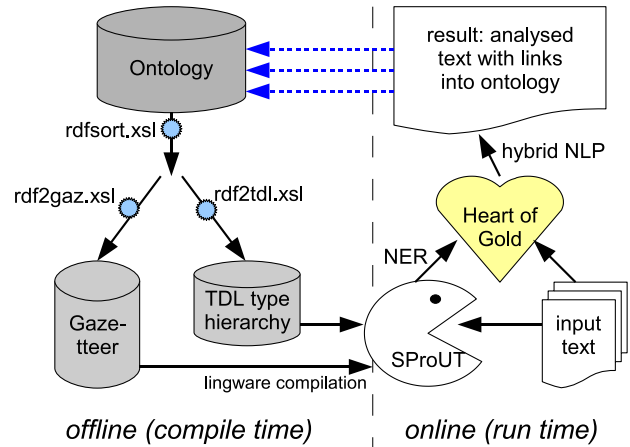 Ontology
result: analysed
text with links
into ontology
rdfsort.xsl
hybrid NLP
rdf2gaz.xsl
rdf2tdl.xsl
Heart of
Gold
NER
TDL type
hierarchy
Gaze-
tteer
SProUT
input
text
lingware compilation
offline (compile time)
online (run time)